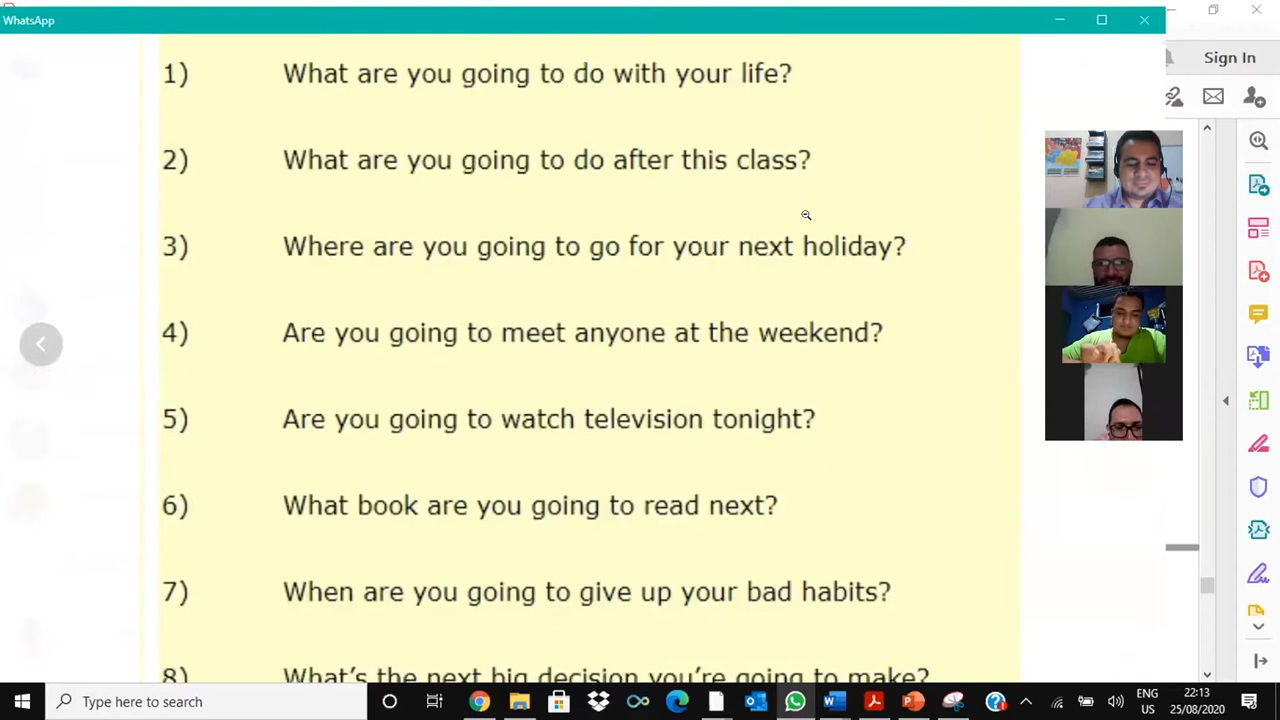 WhatsApp
Sign In
1) What are you going to do with your life?
2) What are you going to do after this class?
3) Where are you going to go for your next holiday?
4) Are you going to meet anyone at the weekend?
5) Are you going to watch television tonight?
6) What book are you going to read next?
7) When are you going to give up your bad habits?
8) What's the next big decision you're going to make?
Type here to search
ENG
US
22:13
25/08/2020